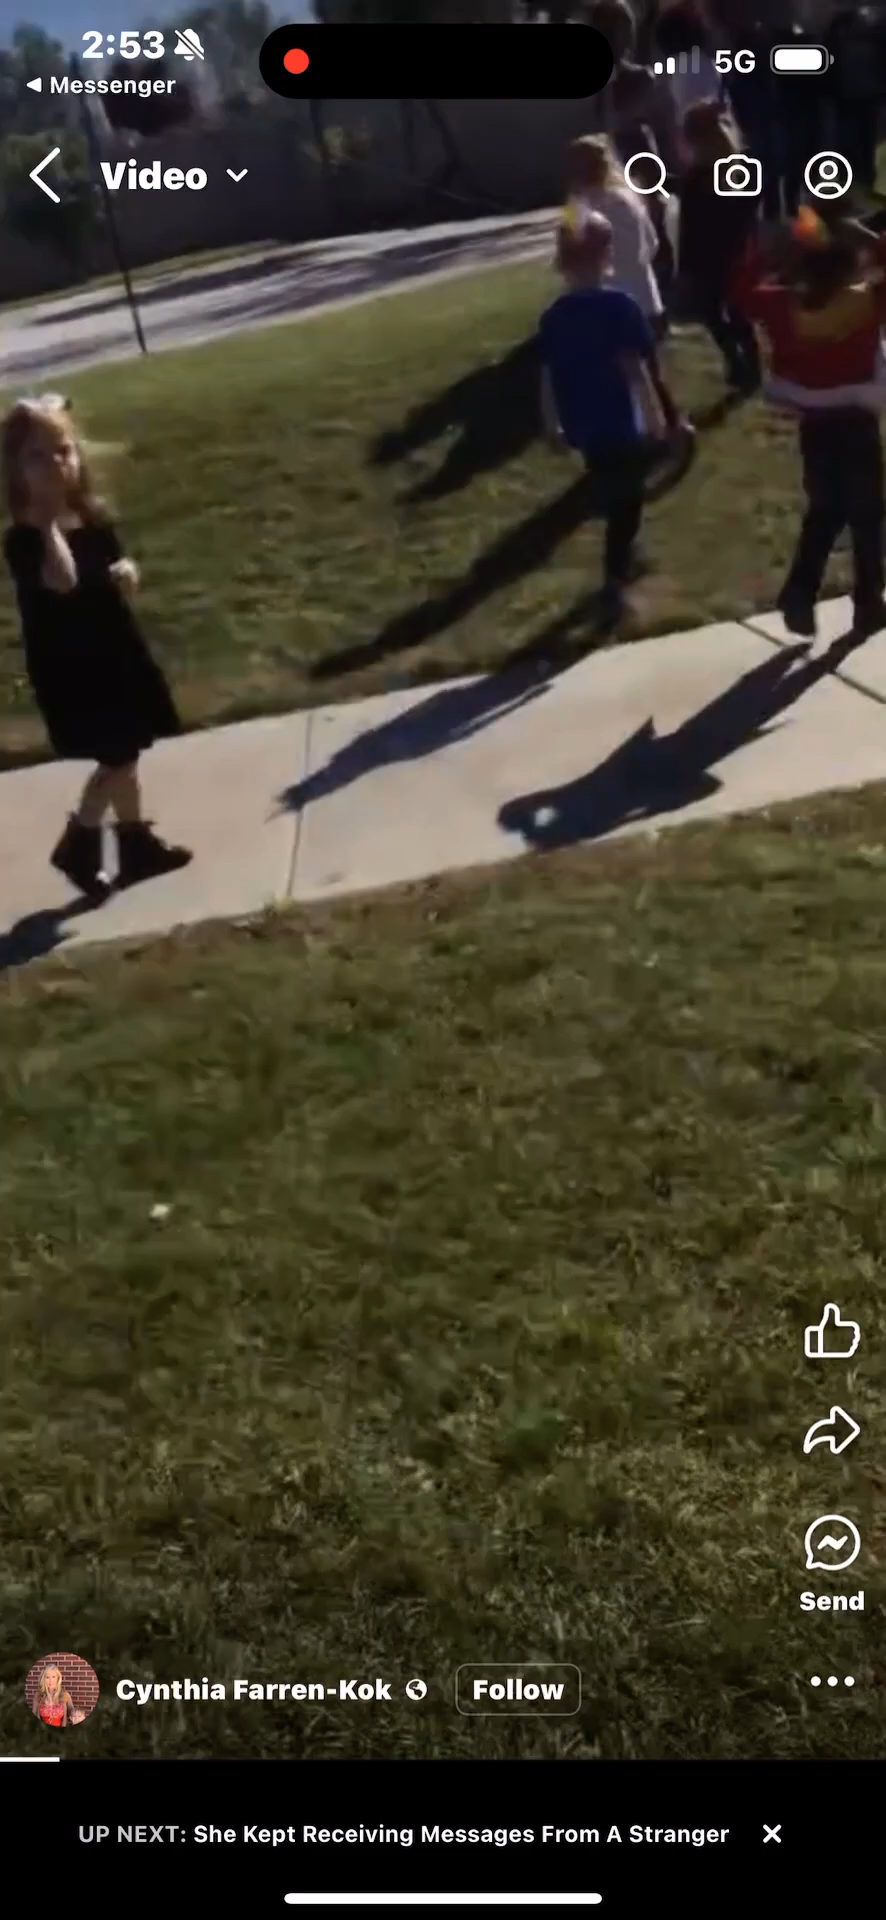 2:53
5G
◀ Messenger
Video
Send
Cynthia Farren-Kok
Follow
UP NEXT: She Kept Receiving Messages From A Stranger